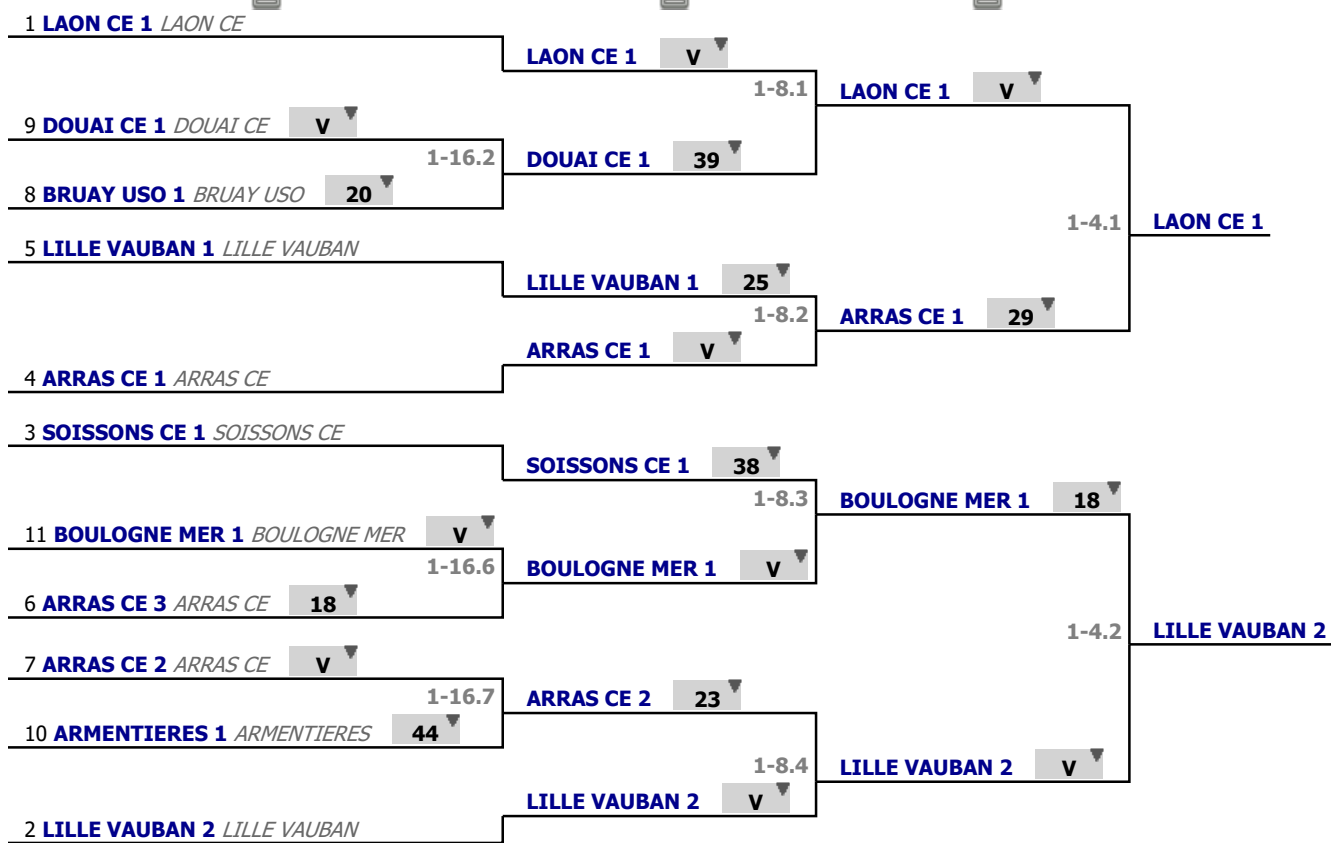 1 LAON CE 1 LAON CE
LAON CE 1 V
1-8.1
LAON CE 1 V
9 DOUAI CE 1 DOUAI CE V
1-16.2
DOUAI CE 1 39
8 BRUAY USO 1 BRUAY USO 20
1-4.1
LAON CE 1
5 LILLE VAUBAN 1 LILLE VAUBAN
LILLE VAUBAN 1 25
1-8.2
ARRAS CE 1 29
ARRAS CE 1 V
4 ARRAS CE 1 ARRAS CE
3 SOISSONS CE 1 SOISSONS CE
SOISSONS CE 1 38
1-8.3
BOULOGNE MER 1 18
11 BOULOGNE MER 1 BOULOGNE MER V
1-16.6
BOULOGNE MER 1 V
6 ARRAS CE 3 ARRAS CE 18
1-4.2
LILLE VAUBAN 2
7 ARRAS CE 2 ARRAS CE V
1-16.7
ARRAS CE 2 23
10 ARMENTIERES 1 ARMENTIERES 44
1-8.4
LILLE VAUBAN 2 V
LILLE VAUBAN 2 V
2 LILLE VAUBAN 2 LILLE VAUBAN